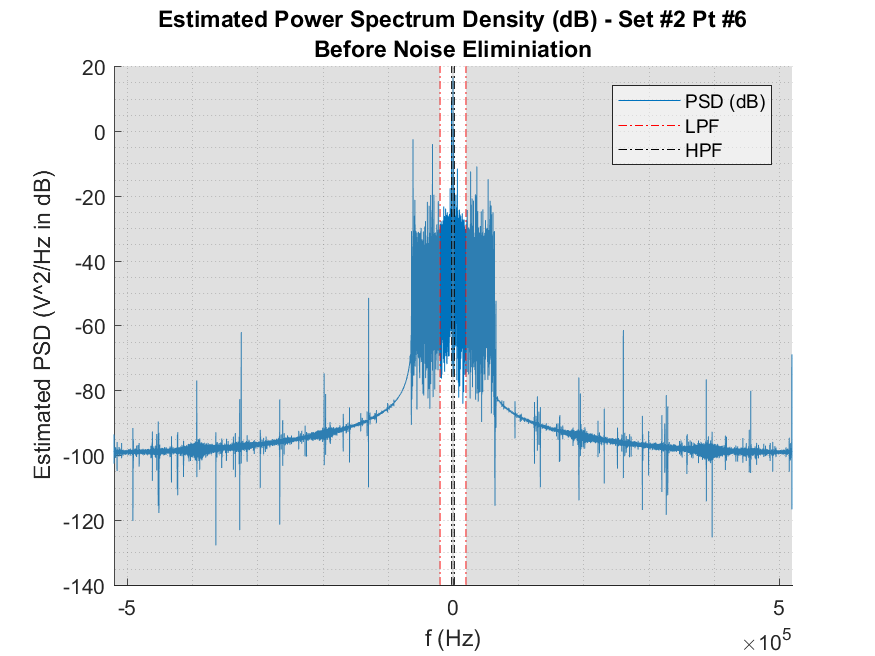 Estimated Power Spectrum Density (dB) - Set #2 Pt #6
Before Noise Eliminiation
20
0
-20
-40
-60
-80
-100
-120
-140
Estimated PSD (V^2/Hz in dB)
PSD (dB)
LPF
HPF
-5
0
5
f (Hz)
×10^5